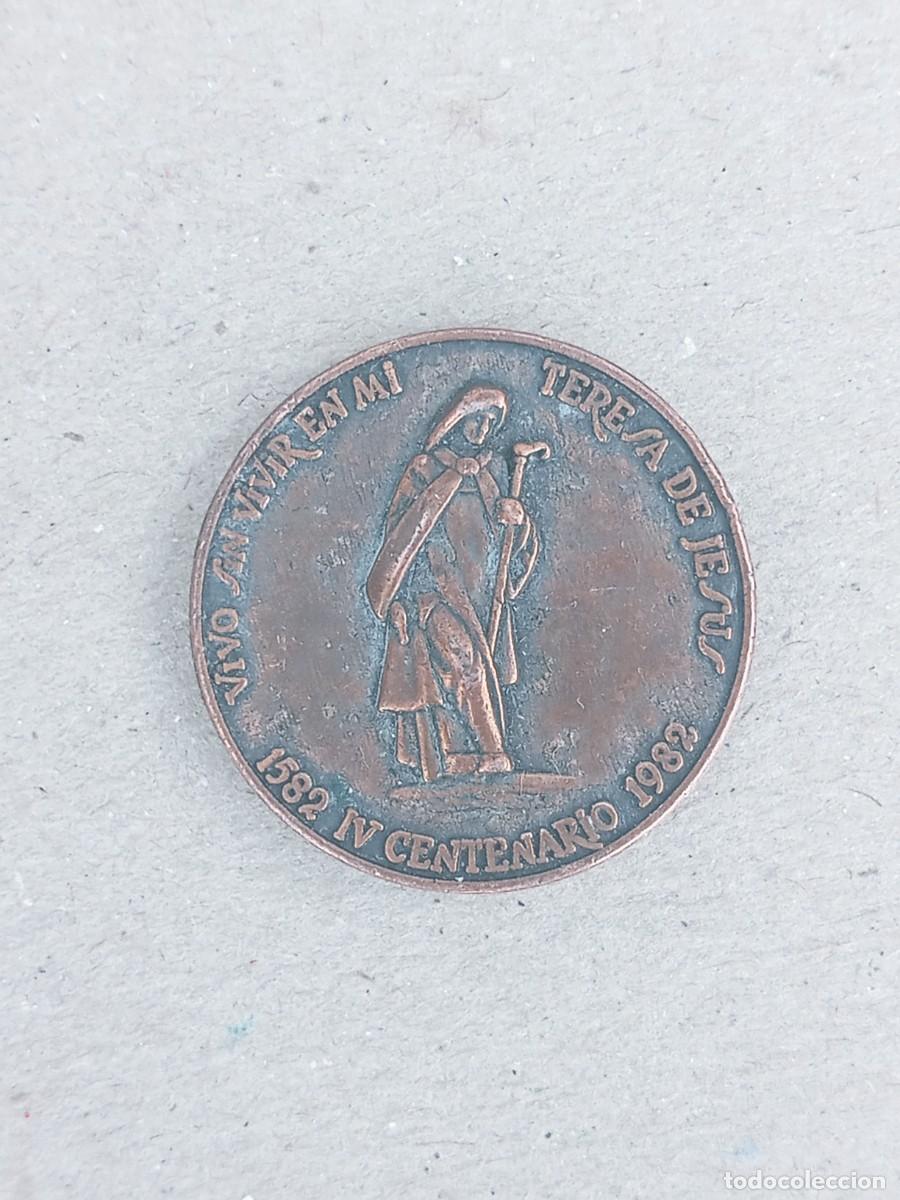 VIVO SIN VIVIR EN MI
TERESA DE JESUS
1582 IV CENTENARIO 1982
todocoleccion